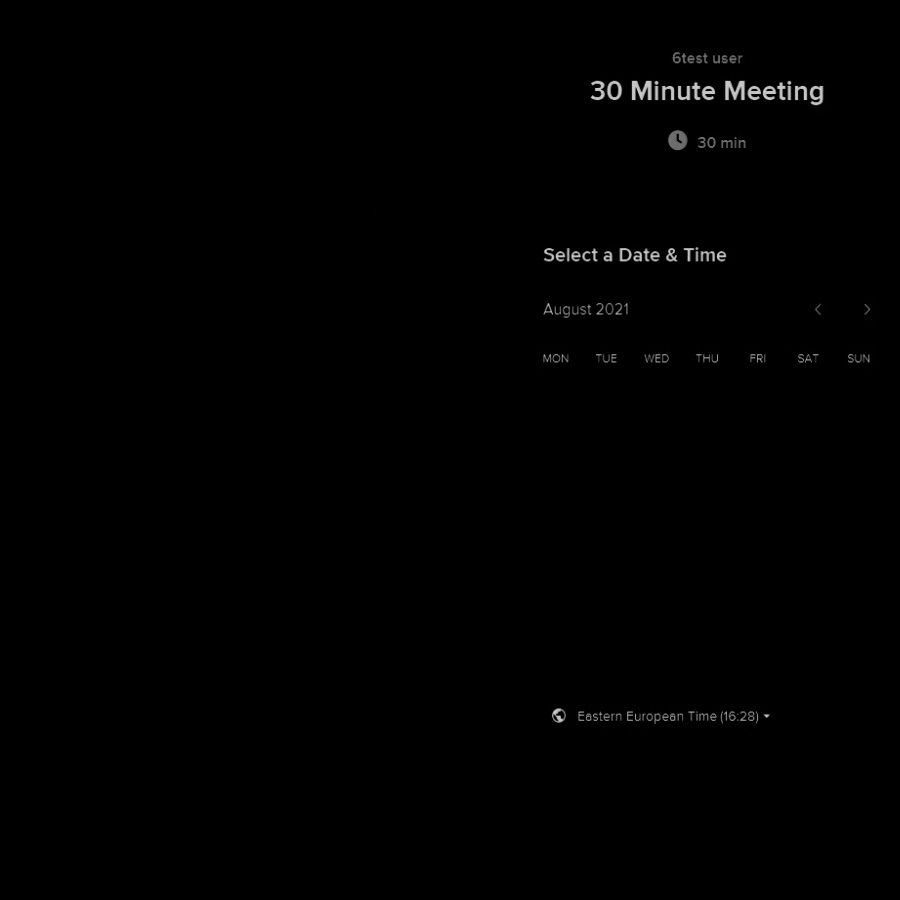 6test user
30 Minute Meeting
30 min
Select a Date & Time
August 2021
MON TUE WED THU FRI SAT SUN
Eastern European Time (16:28)